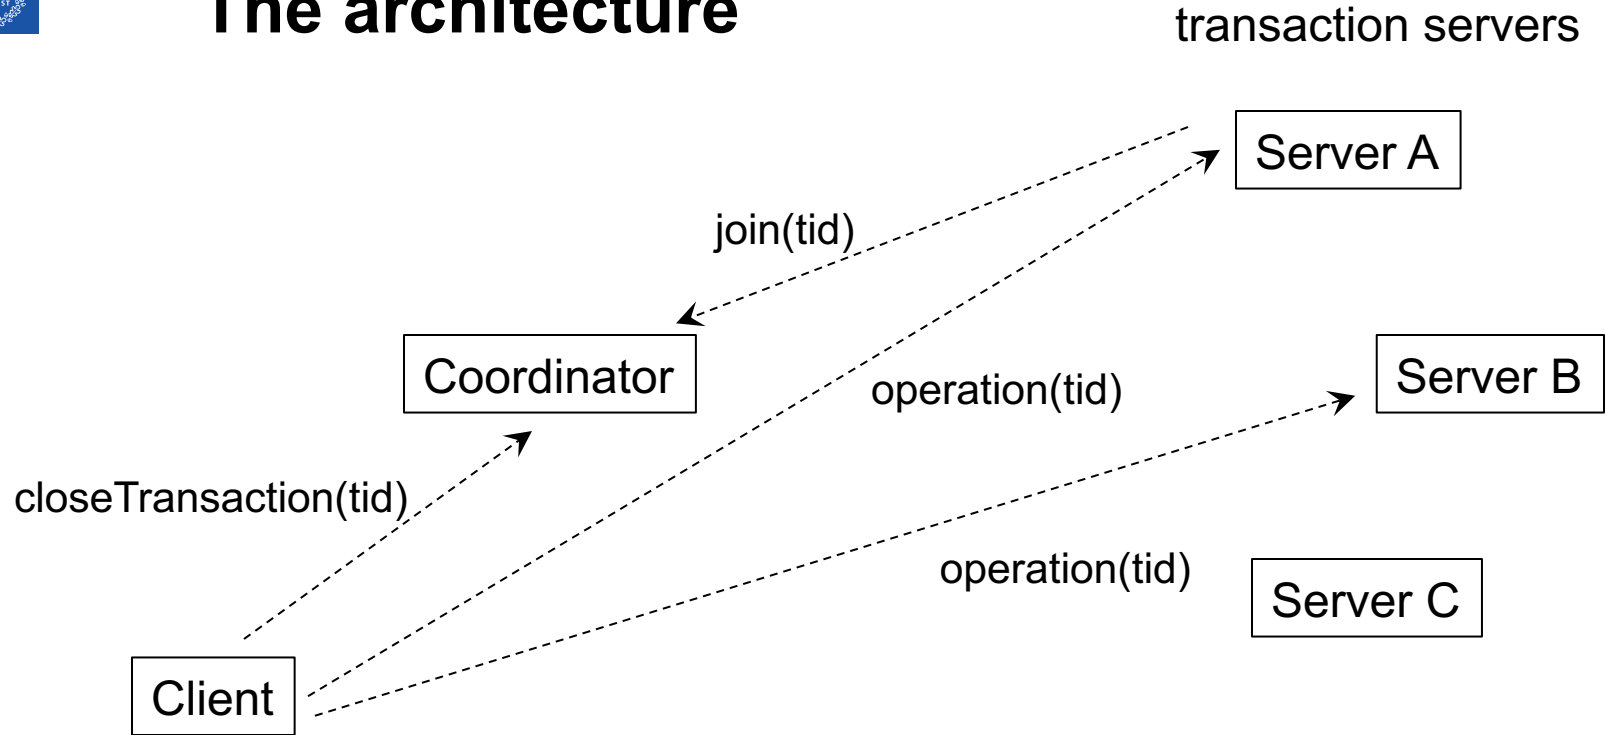 The architecture
transaction servers
Server A
join(tid)
Coordinator
operation(tid)
Server B
closeTransaction(tid)
operation(tid)
Server C
Client